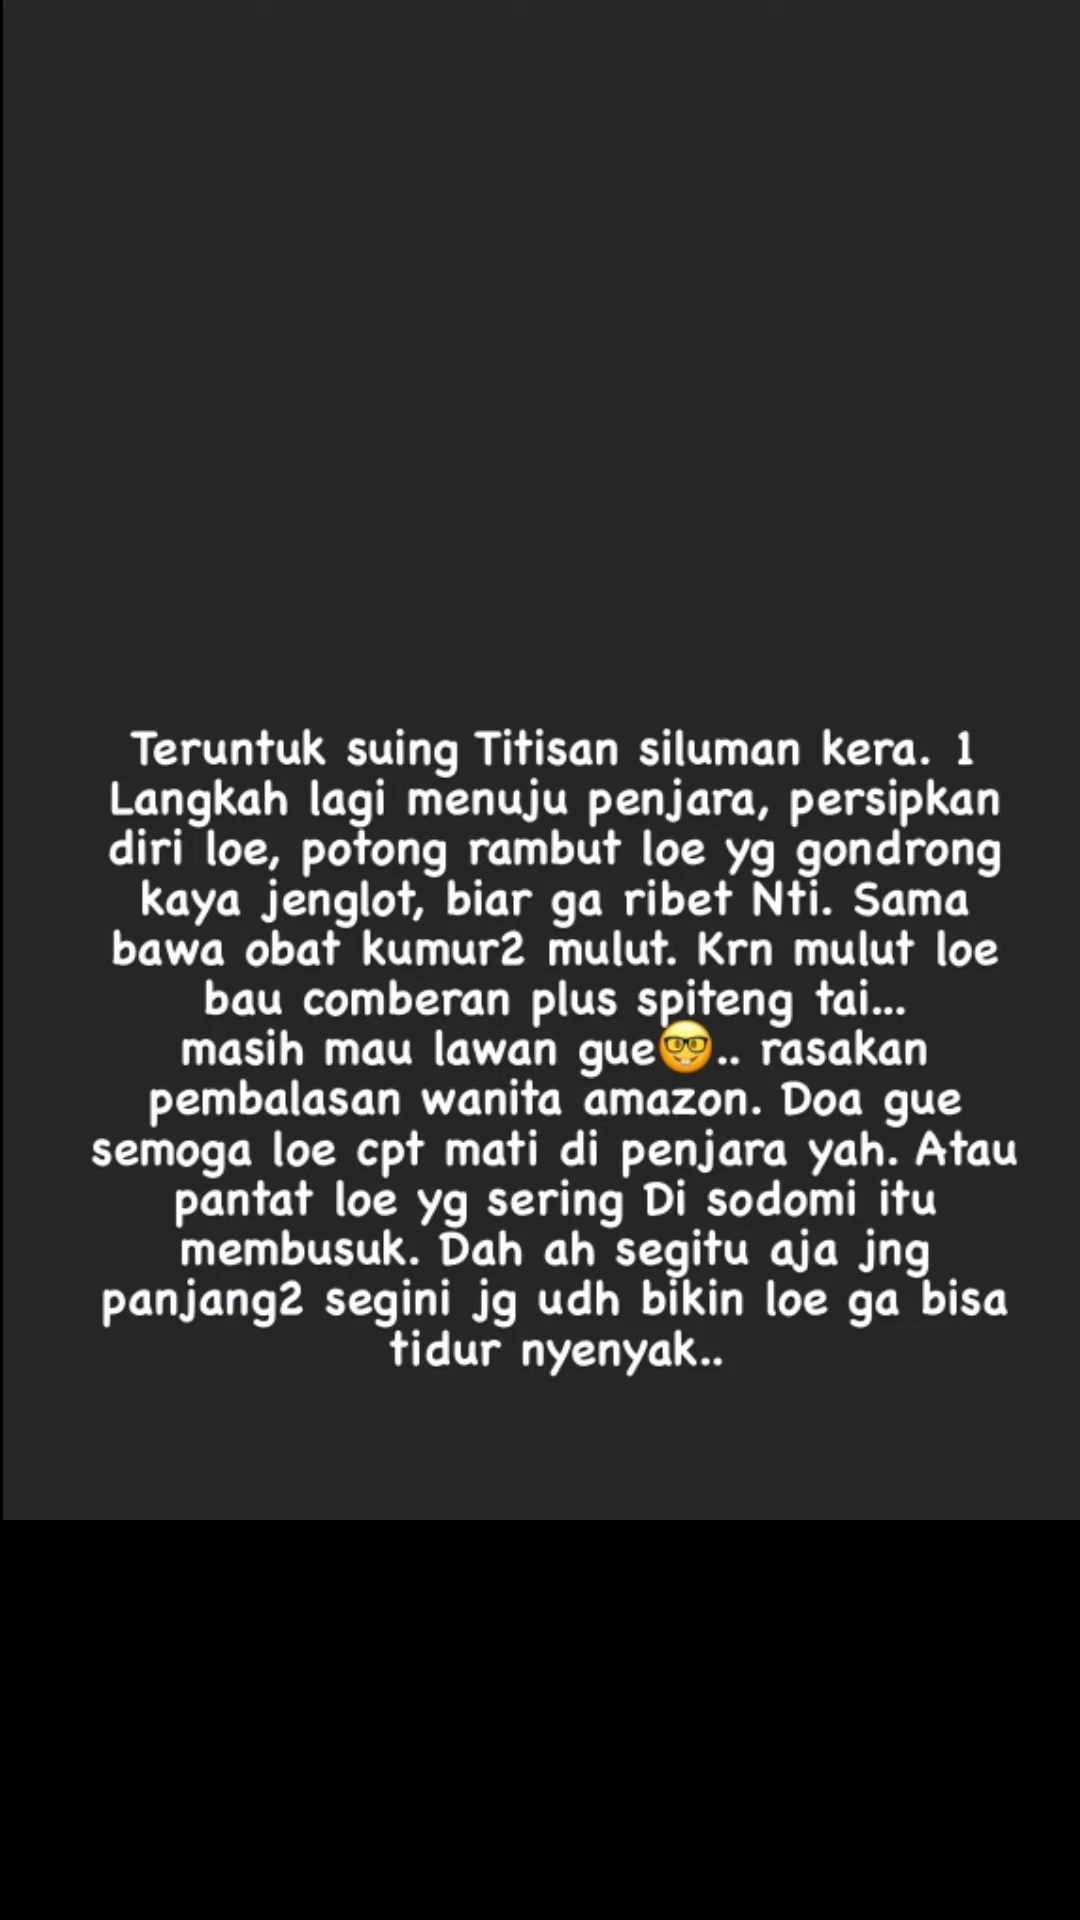 Teruntuk suing Titisan siluman kera. 1
Langkah lagi menuju penjara, persipkan
diri loe, potong rambut loe yg gondrong
kaya jenglot, biar ga ribet Nti. Sama
bawa obat kumur2 mulut. Krn mulut loe
bau comberan plus spiteng tai...
masih mau lawan gue🤓.. rasakan
pembalasan wanita amazon. Doa gue
semoga loe cpt mati di penjara yah. Atau
pantat loe yg sering Di sodomi itu
membusuk. Dah ah segitu aja jng
panjang2 segini jg udh bikin loe ga bisa
tidur nyenyak..